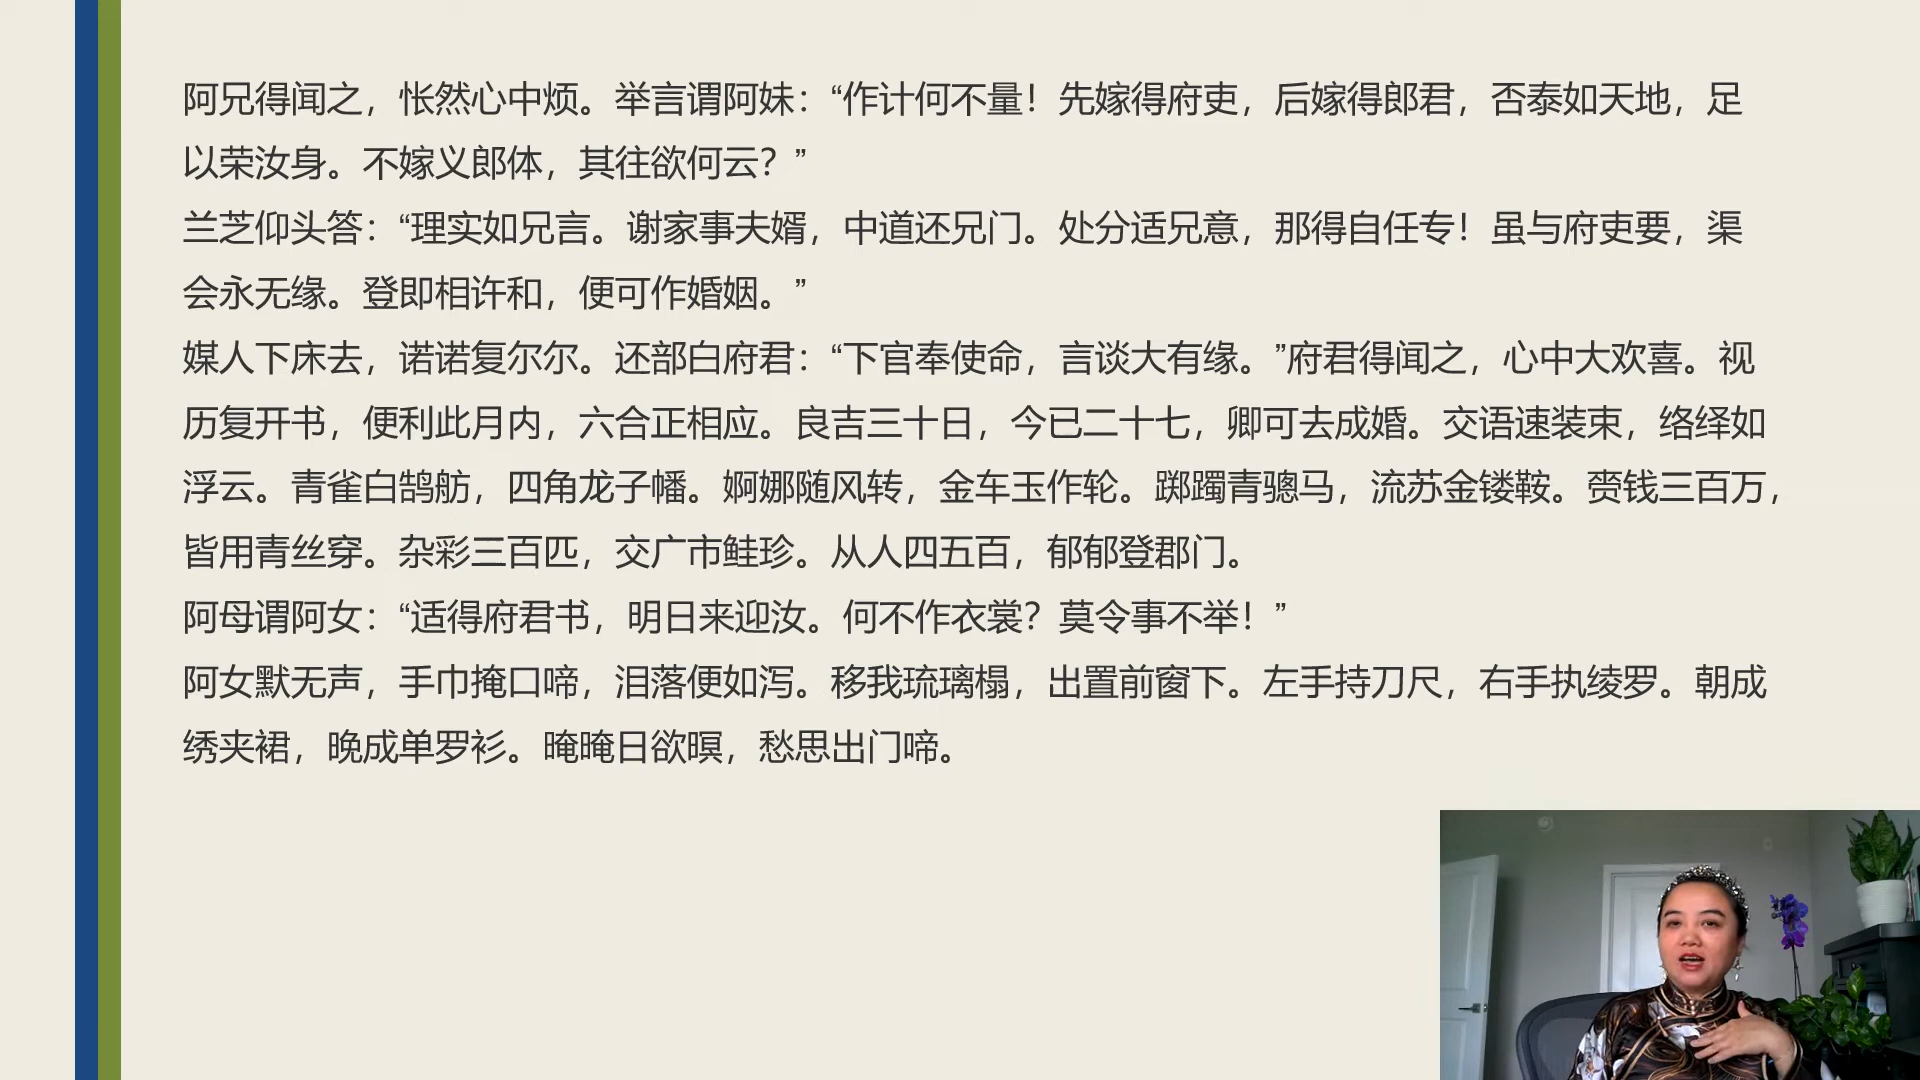 阿兄得闻之，怅然心中烦。举言谓阿妹：“作计何不量！先嫁得府吏，后嫁得郎君，否泰如天地，足
以荣汝身。不嫁义郎体，其往欲何云？”
兰芝仰头答：“理实如兄言。谢家事夫婿，中道还兄门。处分适兄意，那得自任专！虽与府吏要，渠
会永无缘。登即相许和，便可作婚姻。”
媒人下床去，诺诺复尔尔。还部白府君：“下官奉使命，言谈大有缘。”府君得闻之，心中大欢喜。视
历复开书，便利此月内，六合正相应。良吉三十日，今已二十七，卿可去成婚。交语速装束，络绎如
浮云。青雀白鹄舫，四角龙子幡。婀娜随风转，金车玉作轮。踯躅青骢马，流苏金镂鞍。赍钱三百万，
皆用青丝穿。杂彩三百匹，交广市鲑珍。从人四五百，郁郁登郡门。
阿母谓阿女：“适得府君书，明日来迎汝。何不作衣裳？莫令事不举！”
阿女默无声，手巾掩口啼，泪落便如泻。移我琉璃榻，出置前窗下。左手持刀尺，右手执绫罗。朝成
绣夹裙，晚成单罗衫。晻晻日欲暝，愁思出门啼。